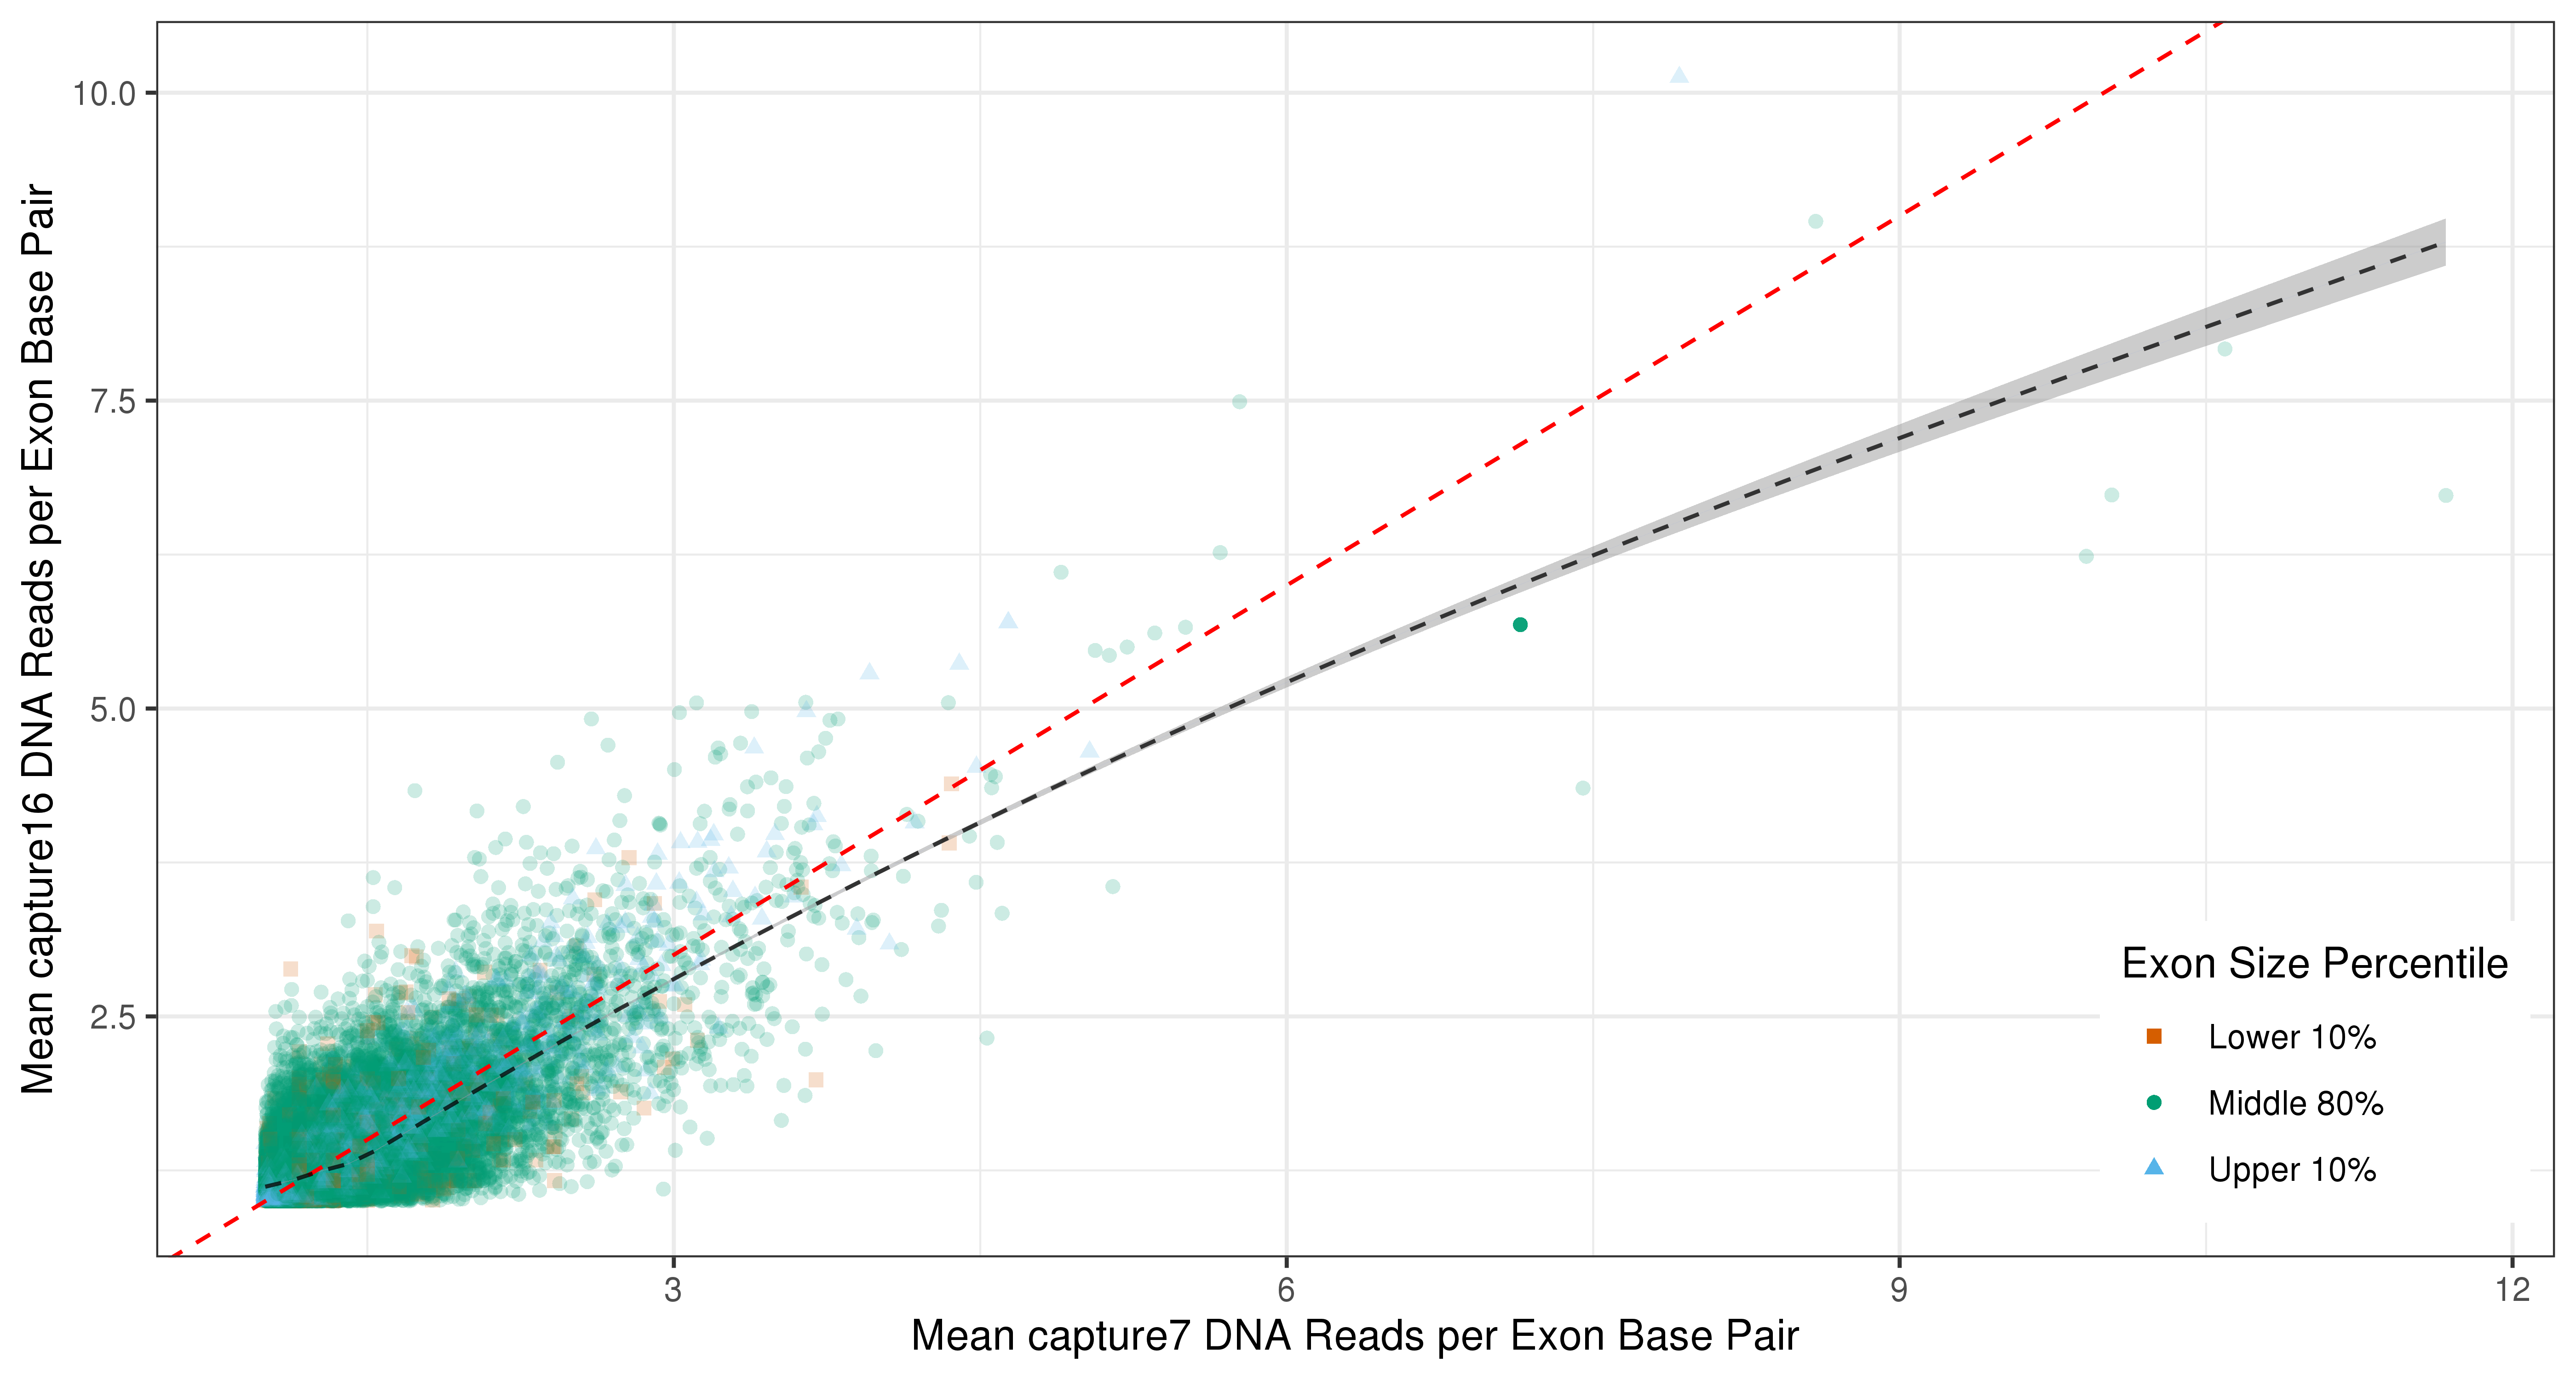 Mean capture16 DNA Reads per Exon Base Pair
10.0
7.5
5.0
2.5
3
6
9
12
Mean capture7 DNA Reads per Exon Base Pair
Exon Size Percentile
Lower 10%
Middle 80%
Upper 10%